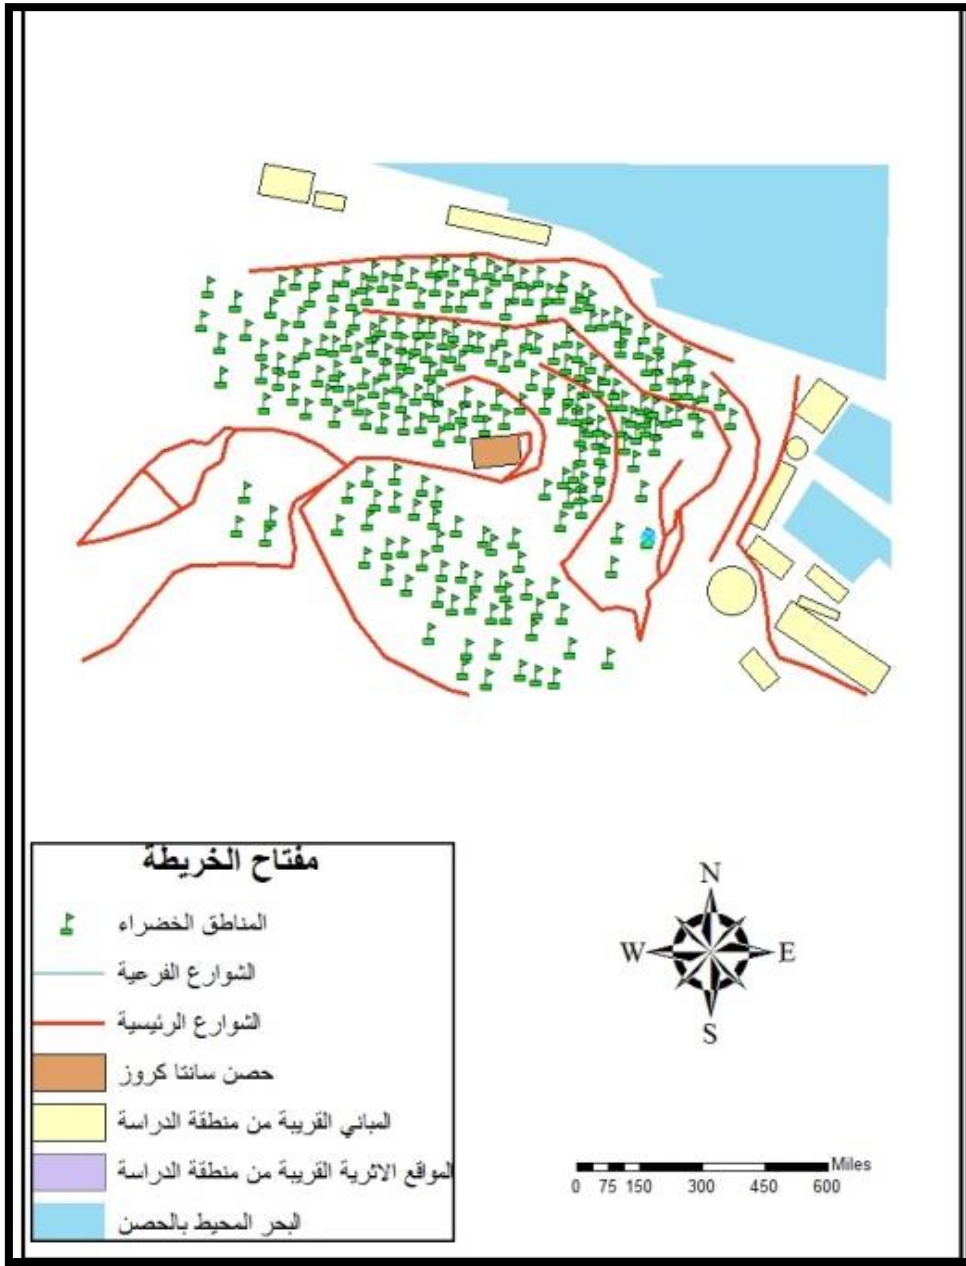 مفتاح الخريطة
المناطق الخضراء
الشوارع الفرعية
الشوارع الرئيسية
حصن سانتا كروز
المباني القريبة من منطقة الدراسة
المواقع الاثرية القريبة من منطقة الدراسة
البحر المحيط بالحصن
N
W E
S
Miles
0 75 150 300 450 600